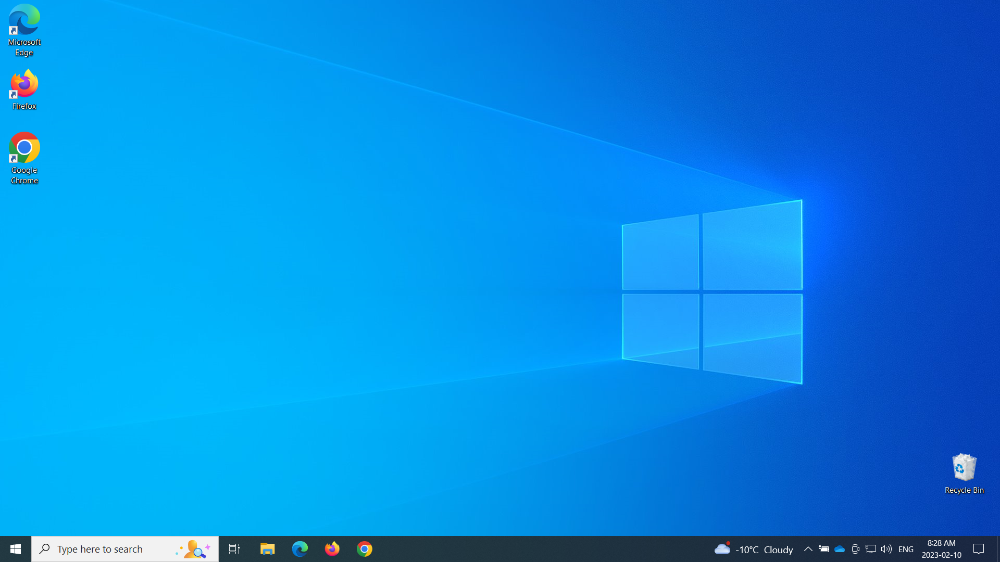 Microsoft
Edge
Firefox
Google
Chrome
Recycle Bin
Type here to search
-10°C Cloudy
ENG
8:28 AM
2023-02-10